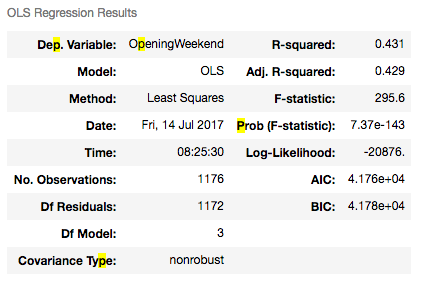 OLS Regression Results
Dep. Variable: OpeningWeekend R-squared: 0.431
Model: OLS Adj. R-squared: 0.429
Method: Least Squares F-statistic: 295.6
Date: Fri, 14 Jul 2017 Prob (F-statistic): 7.37e-143
Time: 08:25:30 Log-Likelihood: -20876.
No. Observations: 1176 AIC: 4.176e+04
Df Residuals: 1172 BIC: 4.178e+04
Df Model: 3
Covariance Type: nonrobust